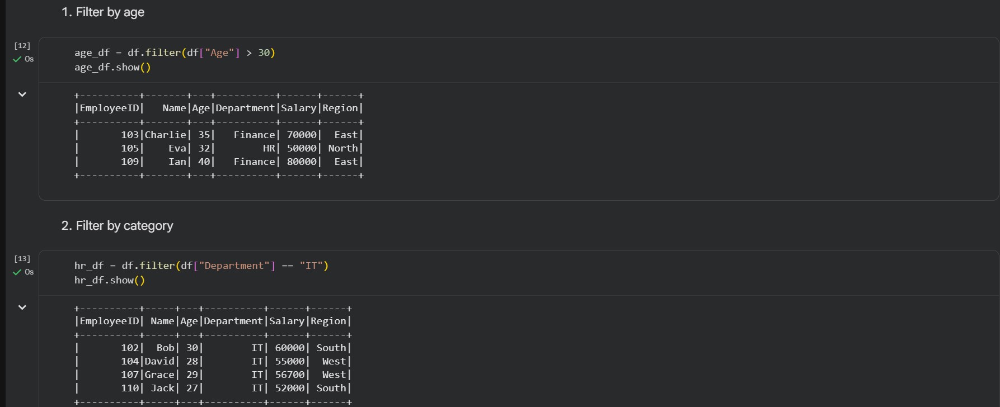 1. Filter by age
[12]
0s
age_df = df.filter(df["Age"] > 30)
age_df.show()
+----------+-------+---+----------+------+------+
|EmployeeID|   Name|Age|Department|Salary|Region|
+----------+-------+---+----------+------+------+
|       103|Charlie| 35|   Finance| 70000|  East|
|       105|    Eva| 32|        HR| 50000| North|
|       109|    Ian| 40|   Finance| 80000|  East|
+----------+-------+---+----------+------+------+
2. Filter by category
[13]
0s
hr_df = df.filter(df["Department"] == "IT")
hr_df.show()
+----------+-----+---+----------+------+------+
|EmployeeID| Name|Age|Department|Salary|Region|
+----------+-----+---+----------+------+------+
|       102|  Bob| 30|        IT| 60000| South|
|       104|David| 28|        IT| 55000|  West|
|       107|Grace| 29|        IT| 56700|  West|
|       110| Jack| 27|        IT| 52000| South|
+----------+-----+---+----------+------+------+